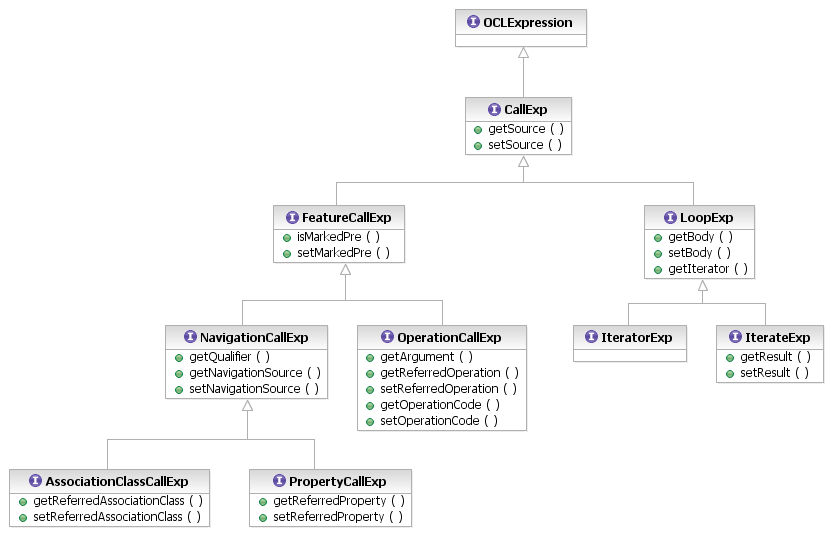 OCLExpression
CallExp
getSource ( )
setSource ( )
FeatureCallExp
isMarkedPre ( )
setMarkedPre ( )
LoopExp
getBody ( )
setBody ( )
getIterator ( )
NavigationCallExp
getQualifier ( )
getNavigationSource ( )
setNavigationSource ( )
OperationCallExp
getArgument ( )
getReferredOperation ( )
setReferredOperation ( )
getOperationCode ( )
setOperationCode ( )
IteratorExp
IterateExp
getResult ( )
setResult ( )
AssociationClassCallExp
getReferredAssociationClass ( )
setReferredAssociationClass ( )
PropertyCallExp
getReferredProperty ( )
setReferredProperty ( )